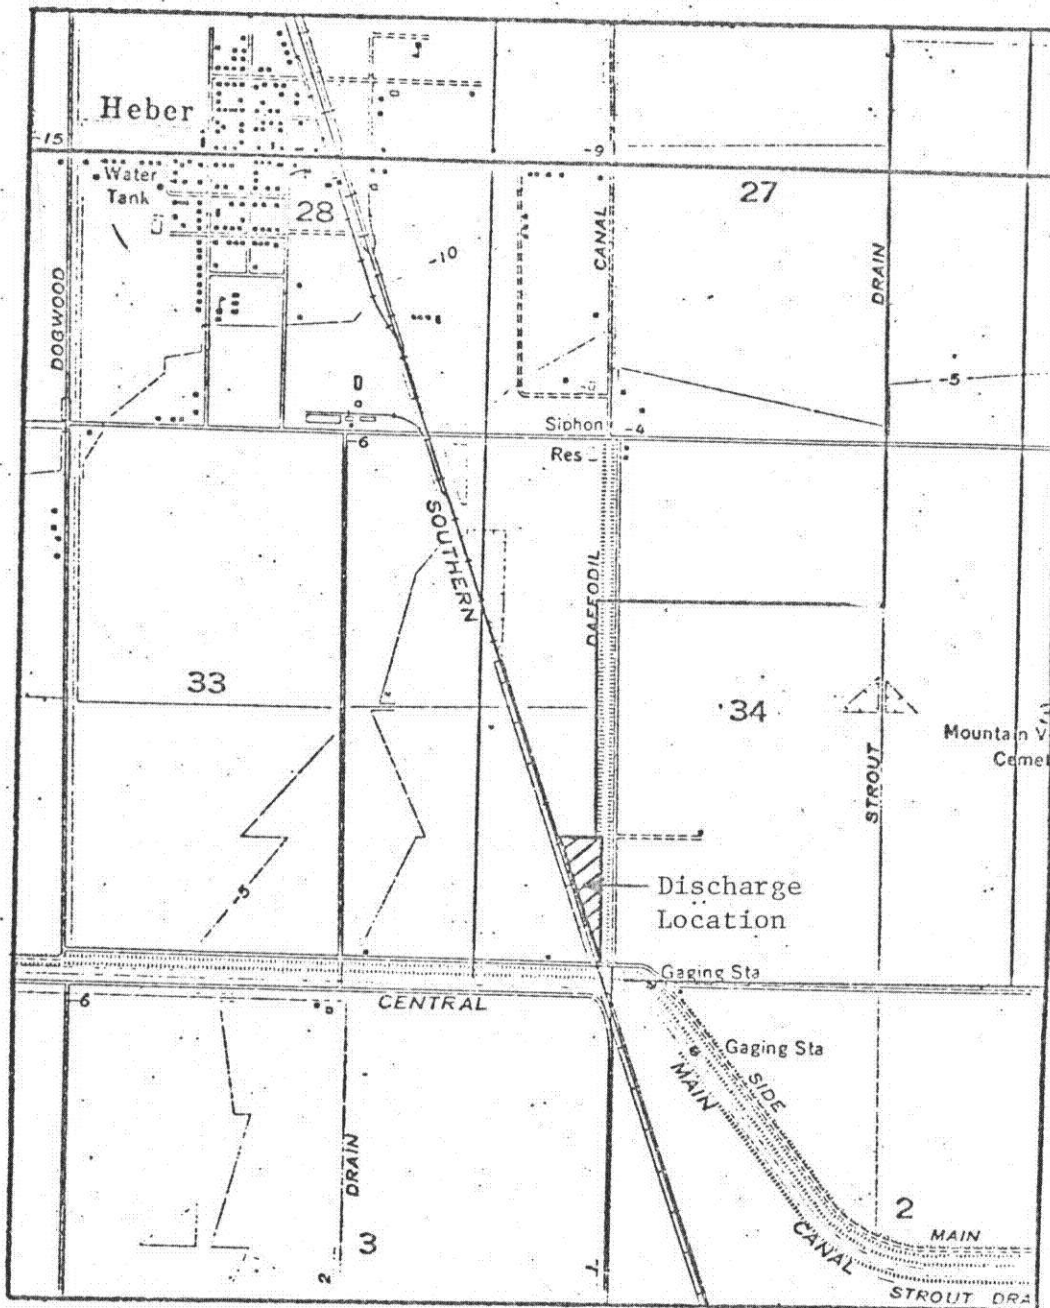 Heber
-15
-9
Water
Tank
27
28
CANAL
DRAIN
-10
DOGWOOD
-5
Siphon
-4
-6
Res
SOUTHERN
DAFFODIL
33
34
Mountain V
Cemet
STROUT
Discharge
Location
-5
Gaging Sta
-6
CENTRAL
Gaging Sta
SIDE
MAIN
DRAIN
2
3
CANAL
MAIN
2
STROUT DRA